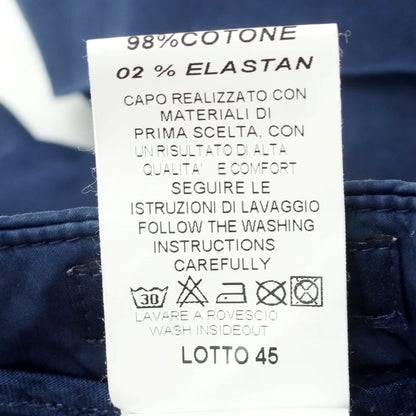 98%COTONE
02 % ELASTAN
CAPO REALIZZATO CON
MATERIALI DI
PRIMA SCELTA, CON
UN RISULTATO DI ALTA
QUALITA' E COMFORT
SEGUIRE LE
ISTRUZIONI DI LAVAGGIO
FOLLOW THE WASHING
INSTRUCTIONS
CAREFULLY
30
LAVARE A ROVESCIO
WASH INSIDEOUT
LOTTO 45